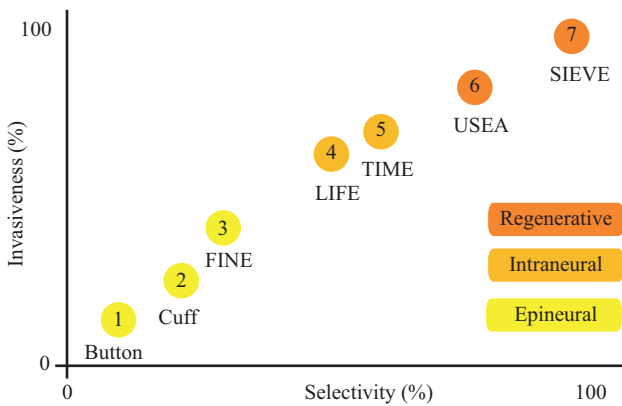 100
7
SIEVE
6
USEA
5
TIME
4
LIFE
3
FINE
2
Cuff
1
Button
Invasiveness (%)
Regenerative
Intraneural
Epineural
0
0
Selectivity (%)
100